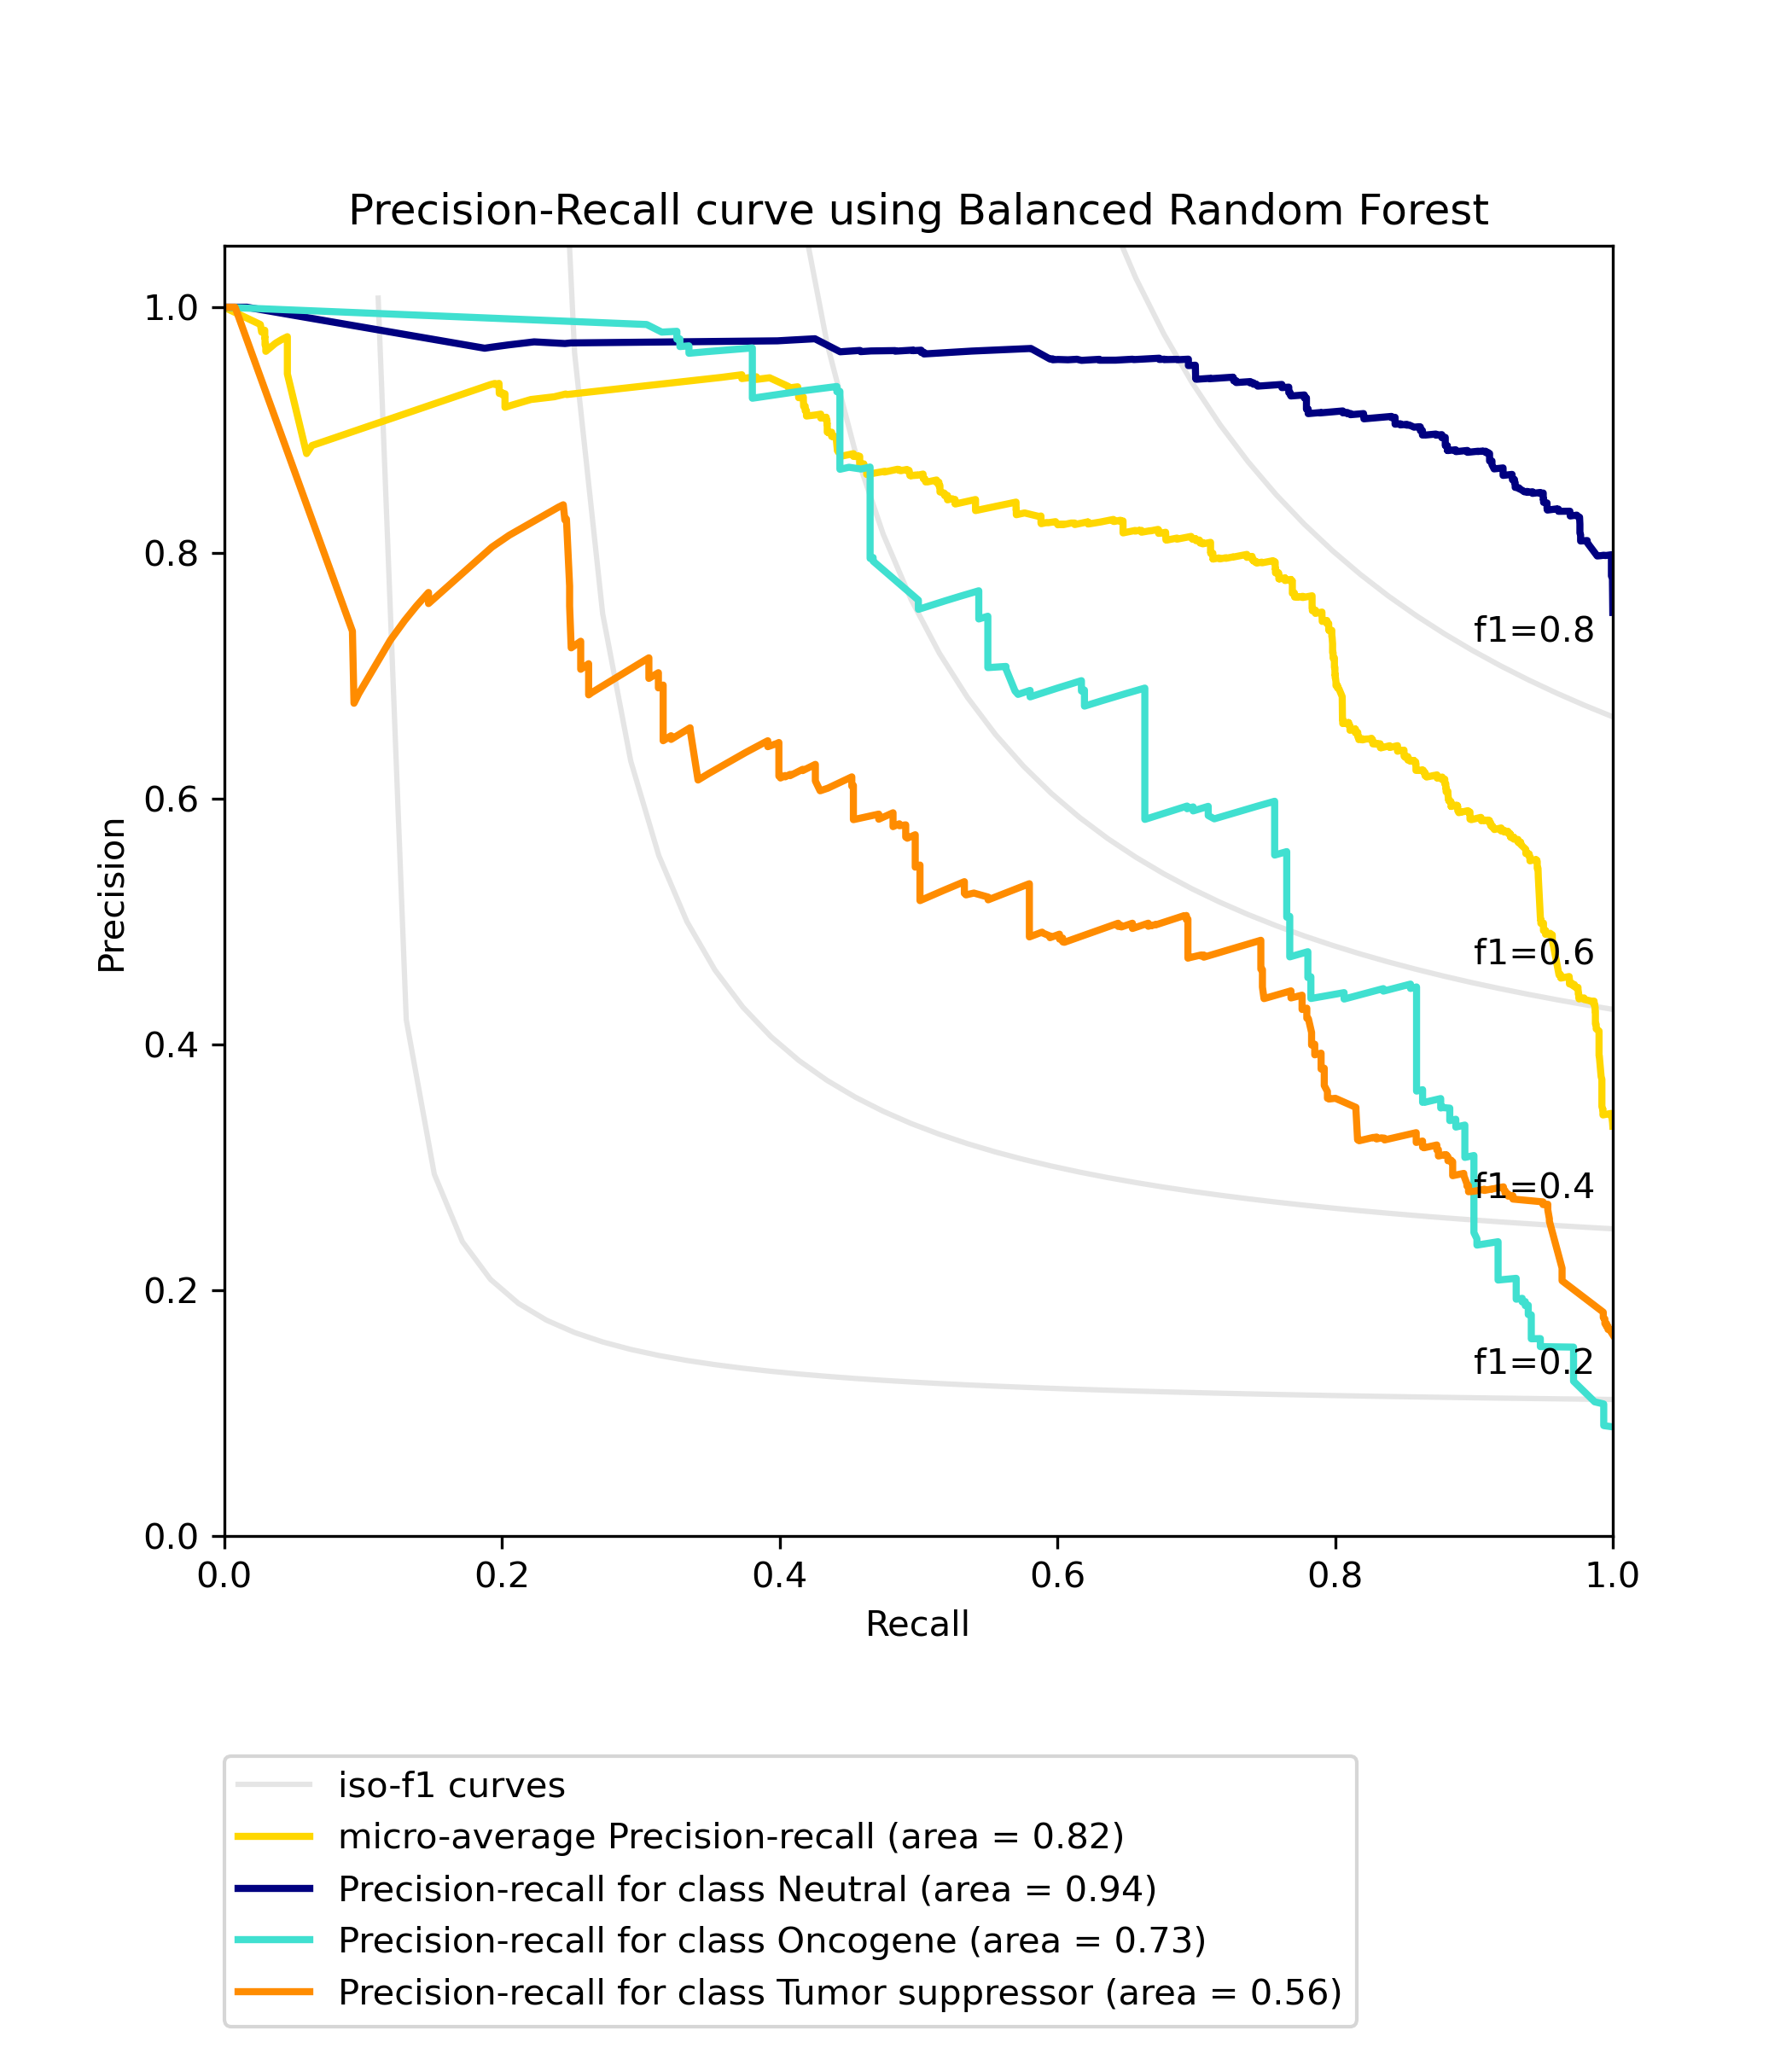 Precision-Recall curve using Balanced Random Forest
1.0
0.8
0.6
0.4
0.2
0.0
Precision
f1=0.8
f1=0.6
f1=0.4
f1=0.2
0.0 0.2 0.4 0.6 0.8 1.0
Recall
iso-f1 curves
micro-average Precision-recall (area = 0.82)
Precision-recall for class Neutral (area = 0.94)
Precision-recall for class Oncogene (area = 0.73)
Precision-recall for class Tumor suppressor (area = 0.56)